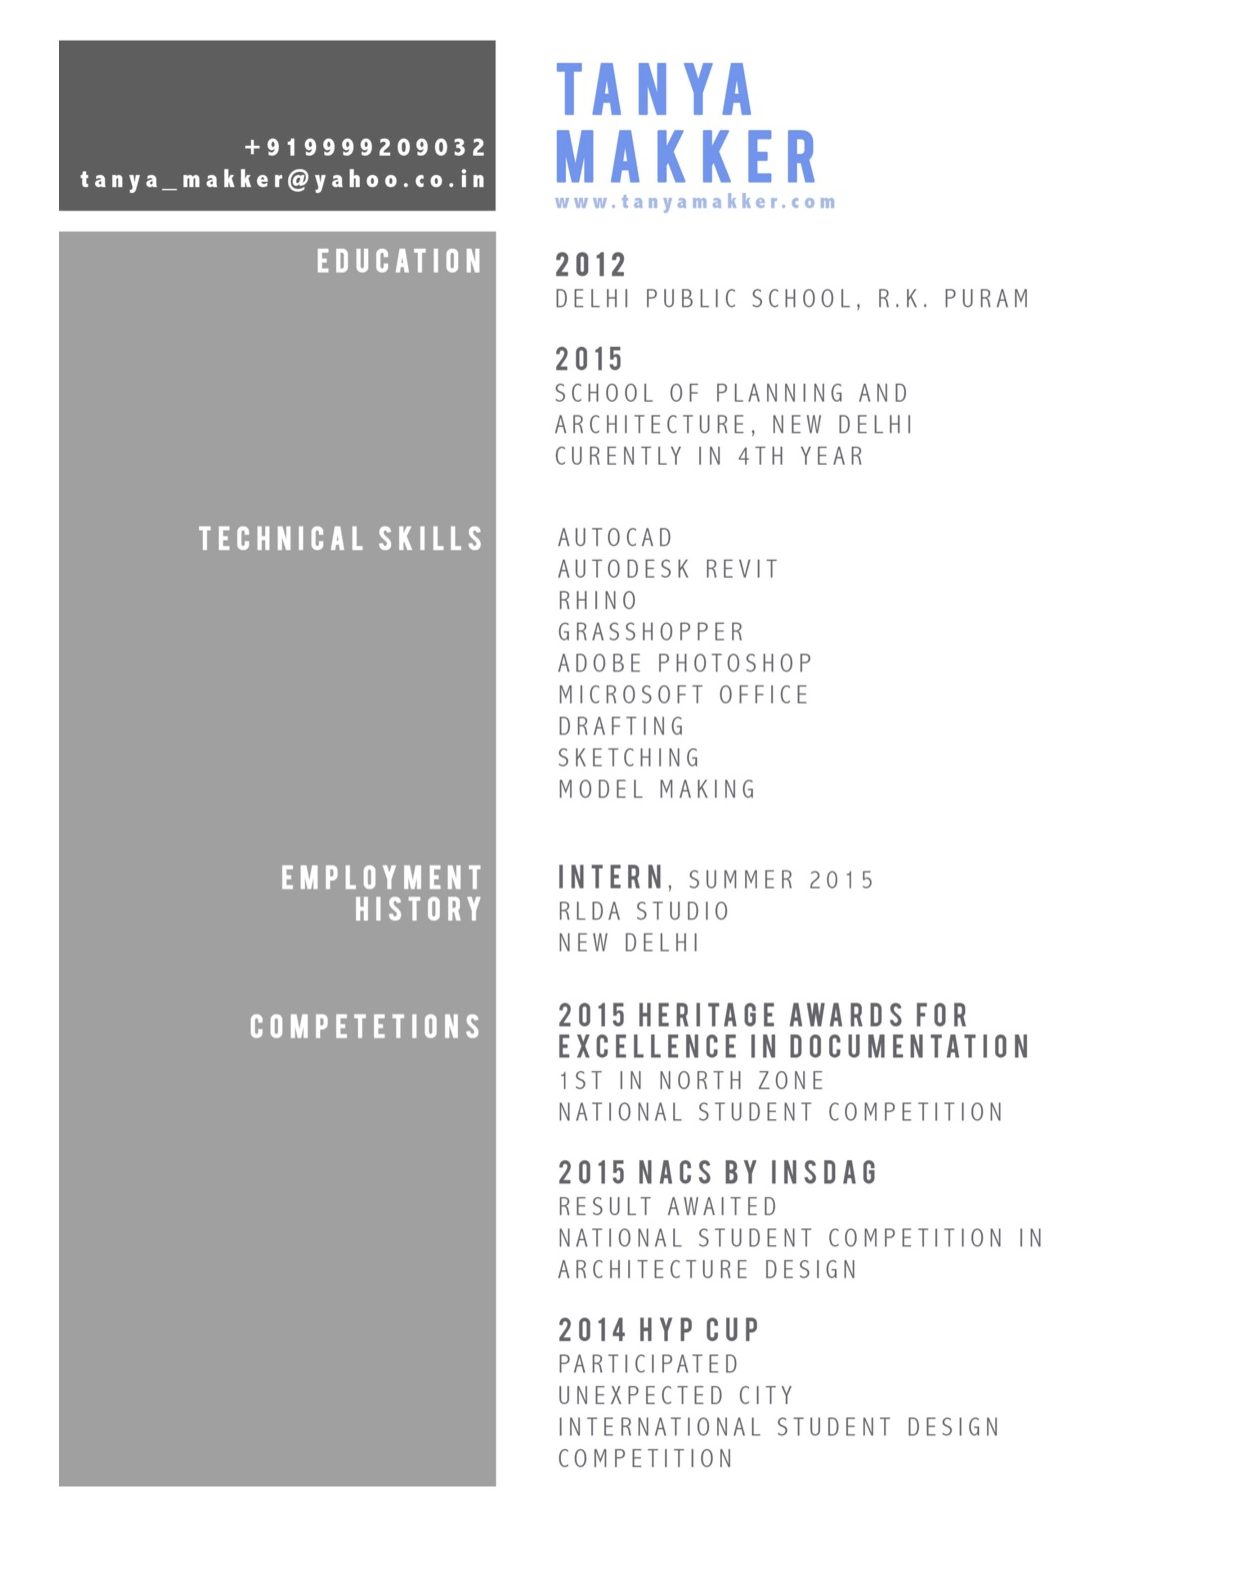 +919999209032
tanya_makker@yahoo.co.in
TANYA
MAKKER
www.tanyamakker.com
EDUCATION
2012
DELHI PUBLIC SCHOOL, R.K. PURAM
2015
SCHOOL OF PLANNING AND
ARCHITECTURE, NEW DELHI
CURENTLY IN 4TH YEAR
TECHNICAL SKILLS
AUTOCAD
AUTODESK REVIT
RHINO
GRASSHOPPER
ADOBE PHOTOSHOP
MICROSOFT OFFICE
DRAFTING
SKETCHING
MODEL MAKING
EMPLOYMENT
HISTORY
INTERN, SUMMER 2015
RLDA STUDIO
NEW DELHI
COMPETETIONS
2015 HERITAGE AWARDS FOR
EXCELLENCE IN DOCUMENTATION
1ST IN NORTH ZONE
NATIONAL STUDENT COMPETITION
2015 NACS BY INSDAG
RESULT AWAITED
NATIONAL STUDENT COMPETITION IN
ARCHITECTURE DESIGN
2014 HYP CUP
PARTICIPATED
UNEXPECTED CITY
INTERNATIONAL STUDENT DESIGN
COMPETITION